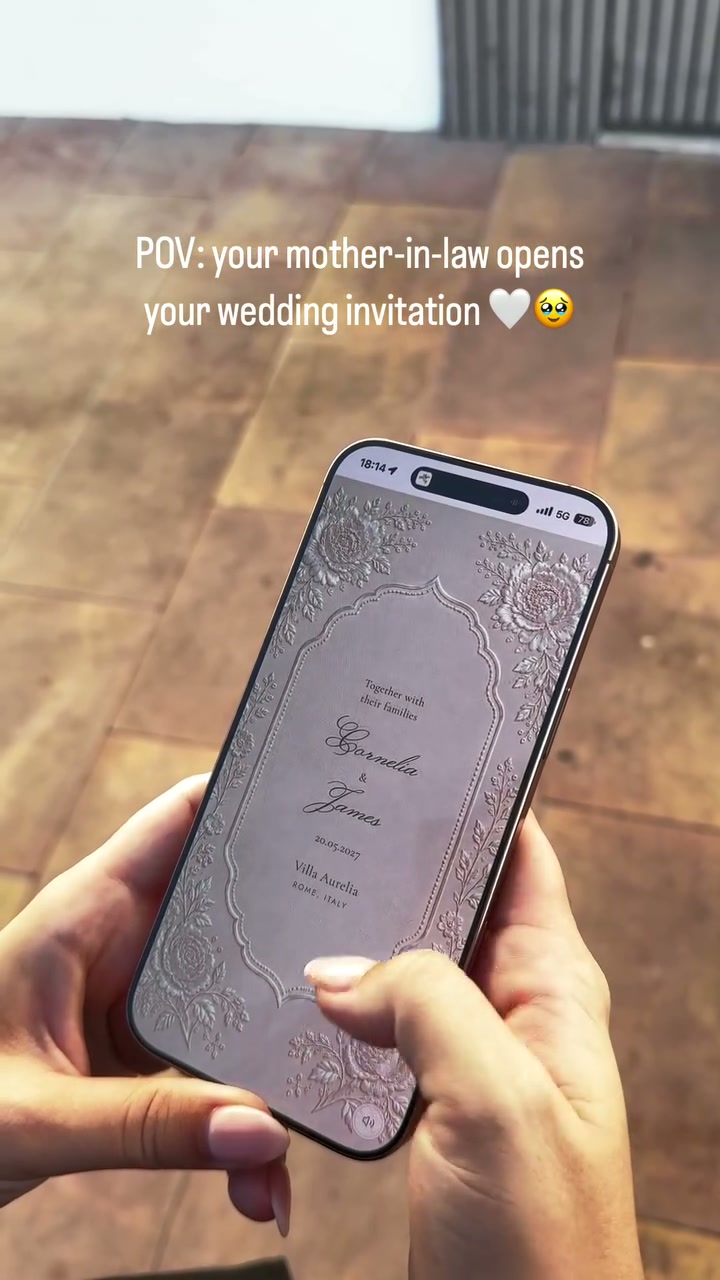 POV: your mother-in-law opens
your wedding invitation 🤍🥹
18:14
5G 78
Together with
their families
Cornelia
&
James
20.05.2027
Villa Aurelia
ROME, ITALY